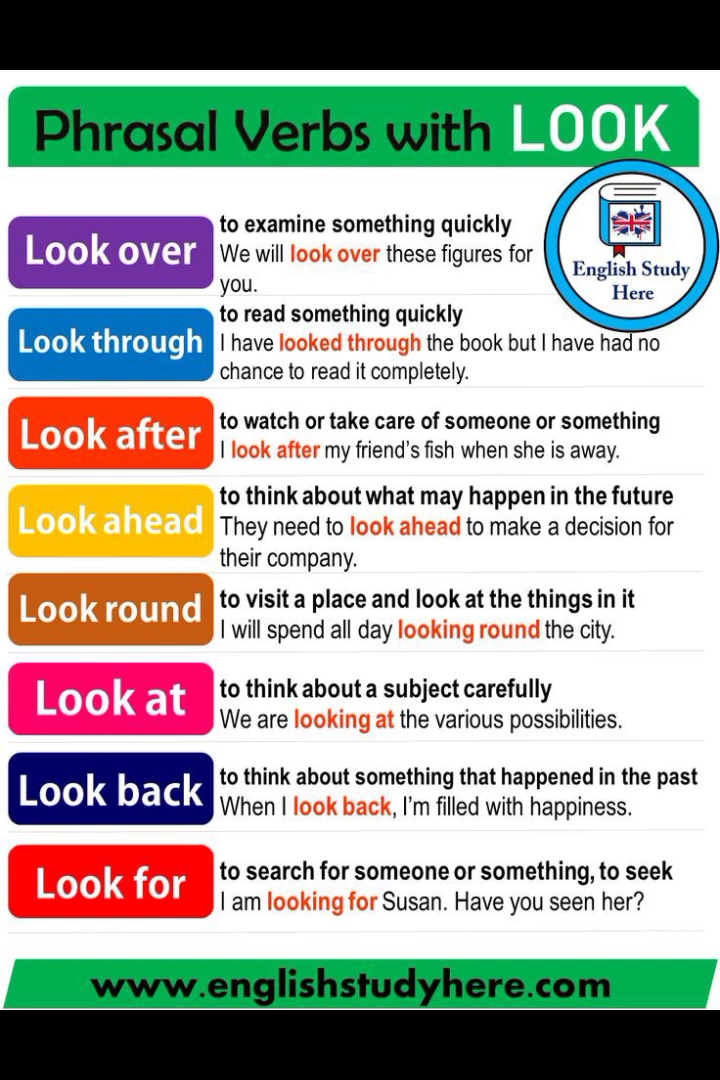 Phrasal Verbs with LOOK
English Study
Here
Look over
to examine something quickly
We will look over these figures for
you.
Look through
to read something quickly
I have looked through the book but I have had no
chance to read it completely.
Look after
to watch or take care of someone or something
I look after my friend's fish when she is away.
Look ahead
to think about what may happen in the future
They need to look ahead to make a decision for
their company.
Look round
to visit a place and look at the things in it
I will spend all day looking round the city.
Look at
to think about a subject carefully
We are looking at the various possibilities.
Look back
to think about something that happened in the past
When I look back, I'm filled with happiness.
Look for
to search for someone or something, to seek
I am looking for Susan. Have you seen her?
www.englishstudyhere.com